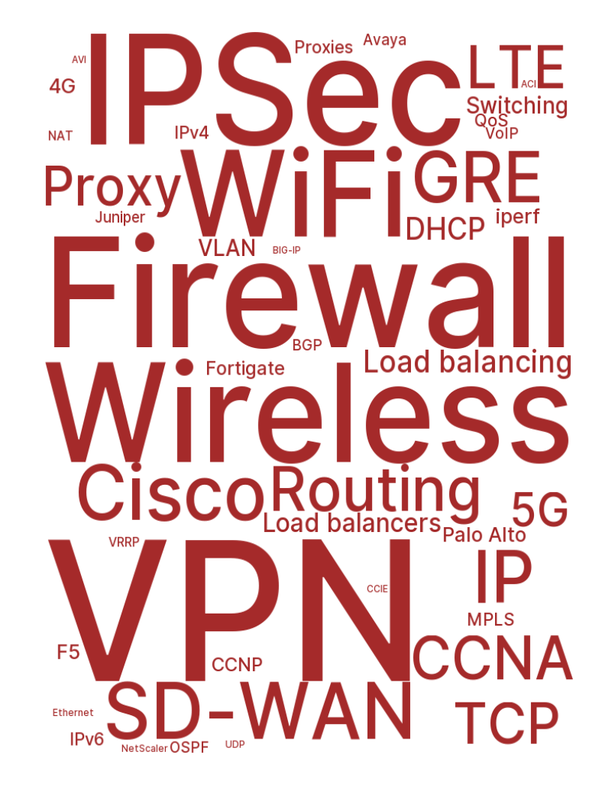 Proxies
Avaya
AVI
IPSec
LTE
4G
ACI
Switching
QoS
NAT
IPv4
VoIP
Proxy
WiFi
GRE
Juniper
iperf
DHCP
VLAN
BIG-IP
Firewall
BGP
Load balancing
Fortigate
Wireless
Cisco
Routing
5G
Load balancers
Palo Alto
VRRP
VPN
IP
CCIE
MPLS
F5
CCNP
CCNA
Ethernet
SD-WAN
TCP
IPv6
NetScaler
OSPF
UDP